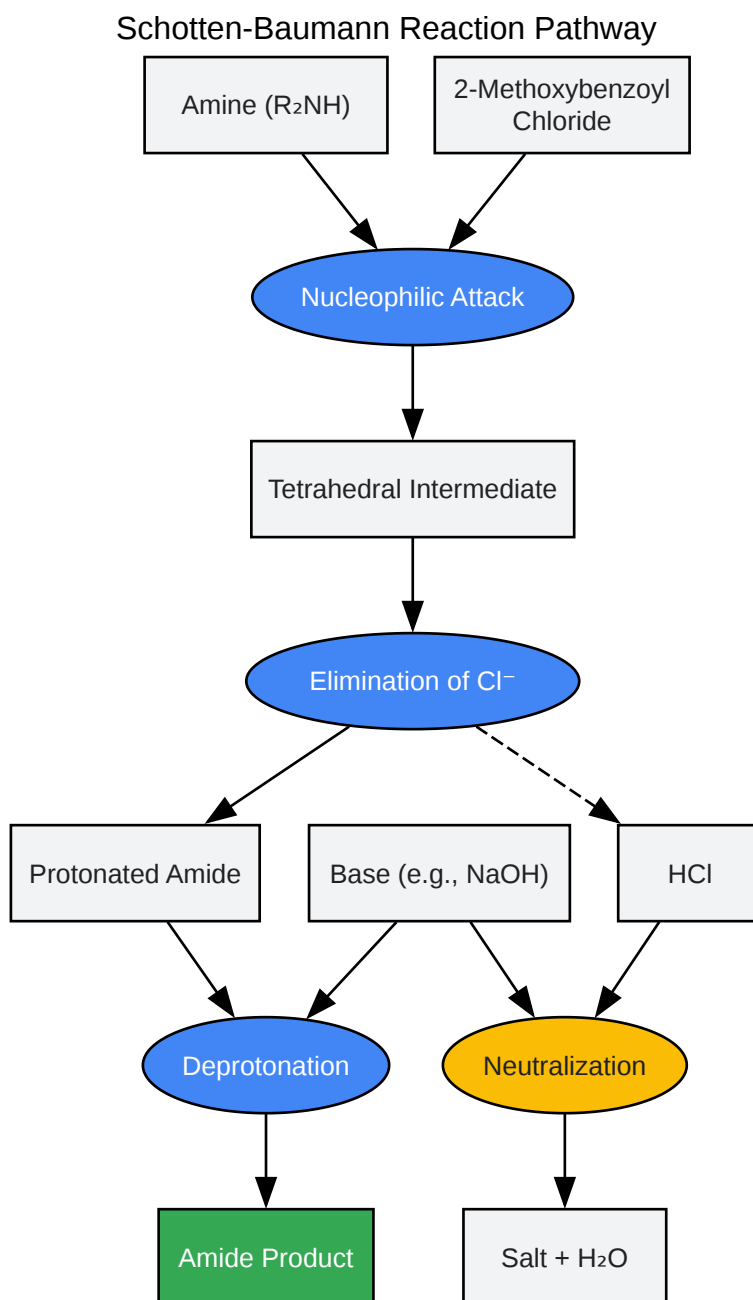 Schotten-Baumann Reaction Pathway
Amine (R₂NH)
2-Methoxybenzoyl
Chloride
Nucleophilic Attack
Tetrahedral Intermediate
Elimination of Cl⁻
Protonated Amide
Base (e.g., NaOH)
HCl
Deprotonation
Neutralization
Amide Product
Salt + H₂O